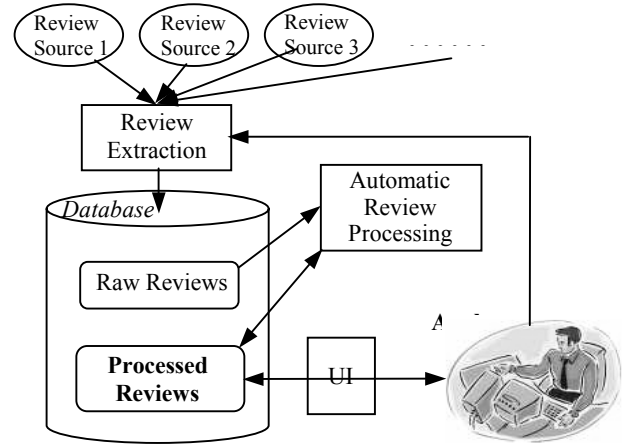 Review
Source 1
Review
Source 2
Review
Source 3
Review
Extraction
Database
Automatic
Review
Processing
Raw Reviews
Processed
Reviews
UI